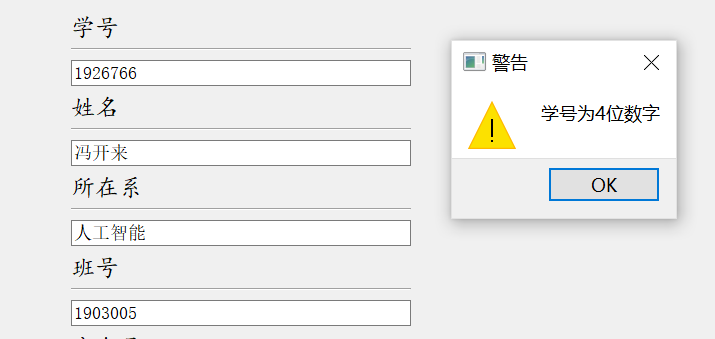 学号
1926766
姓名
冯开来
所在系
人工智能
班号
1903005
警告
学号为4位数字
OK